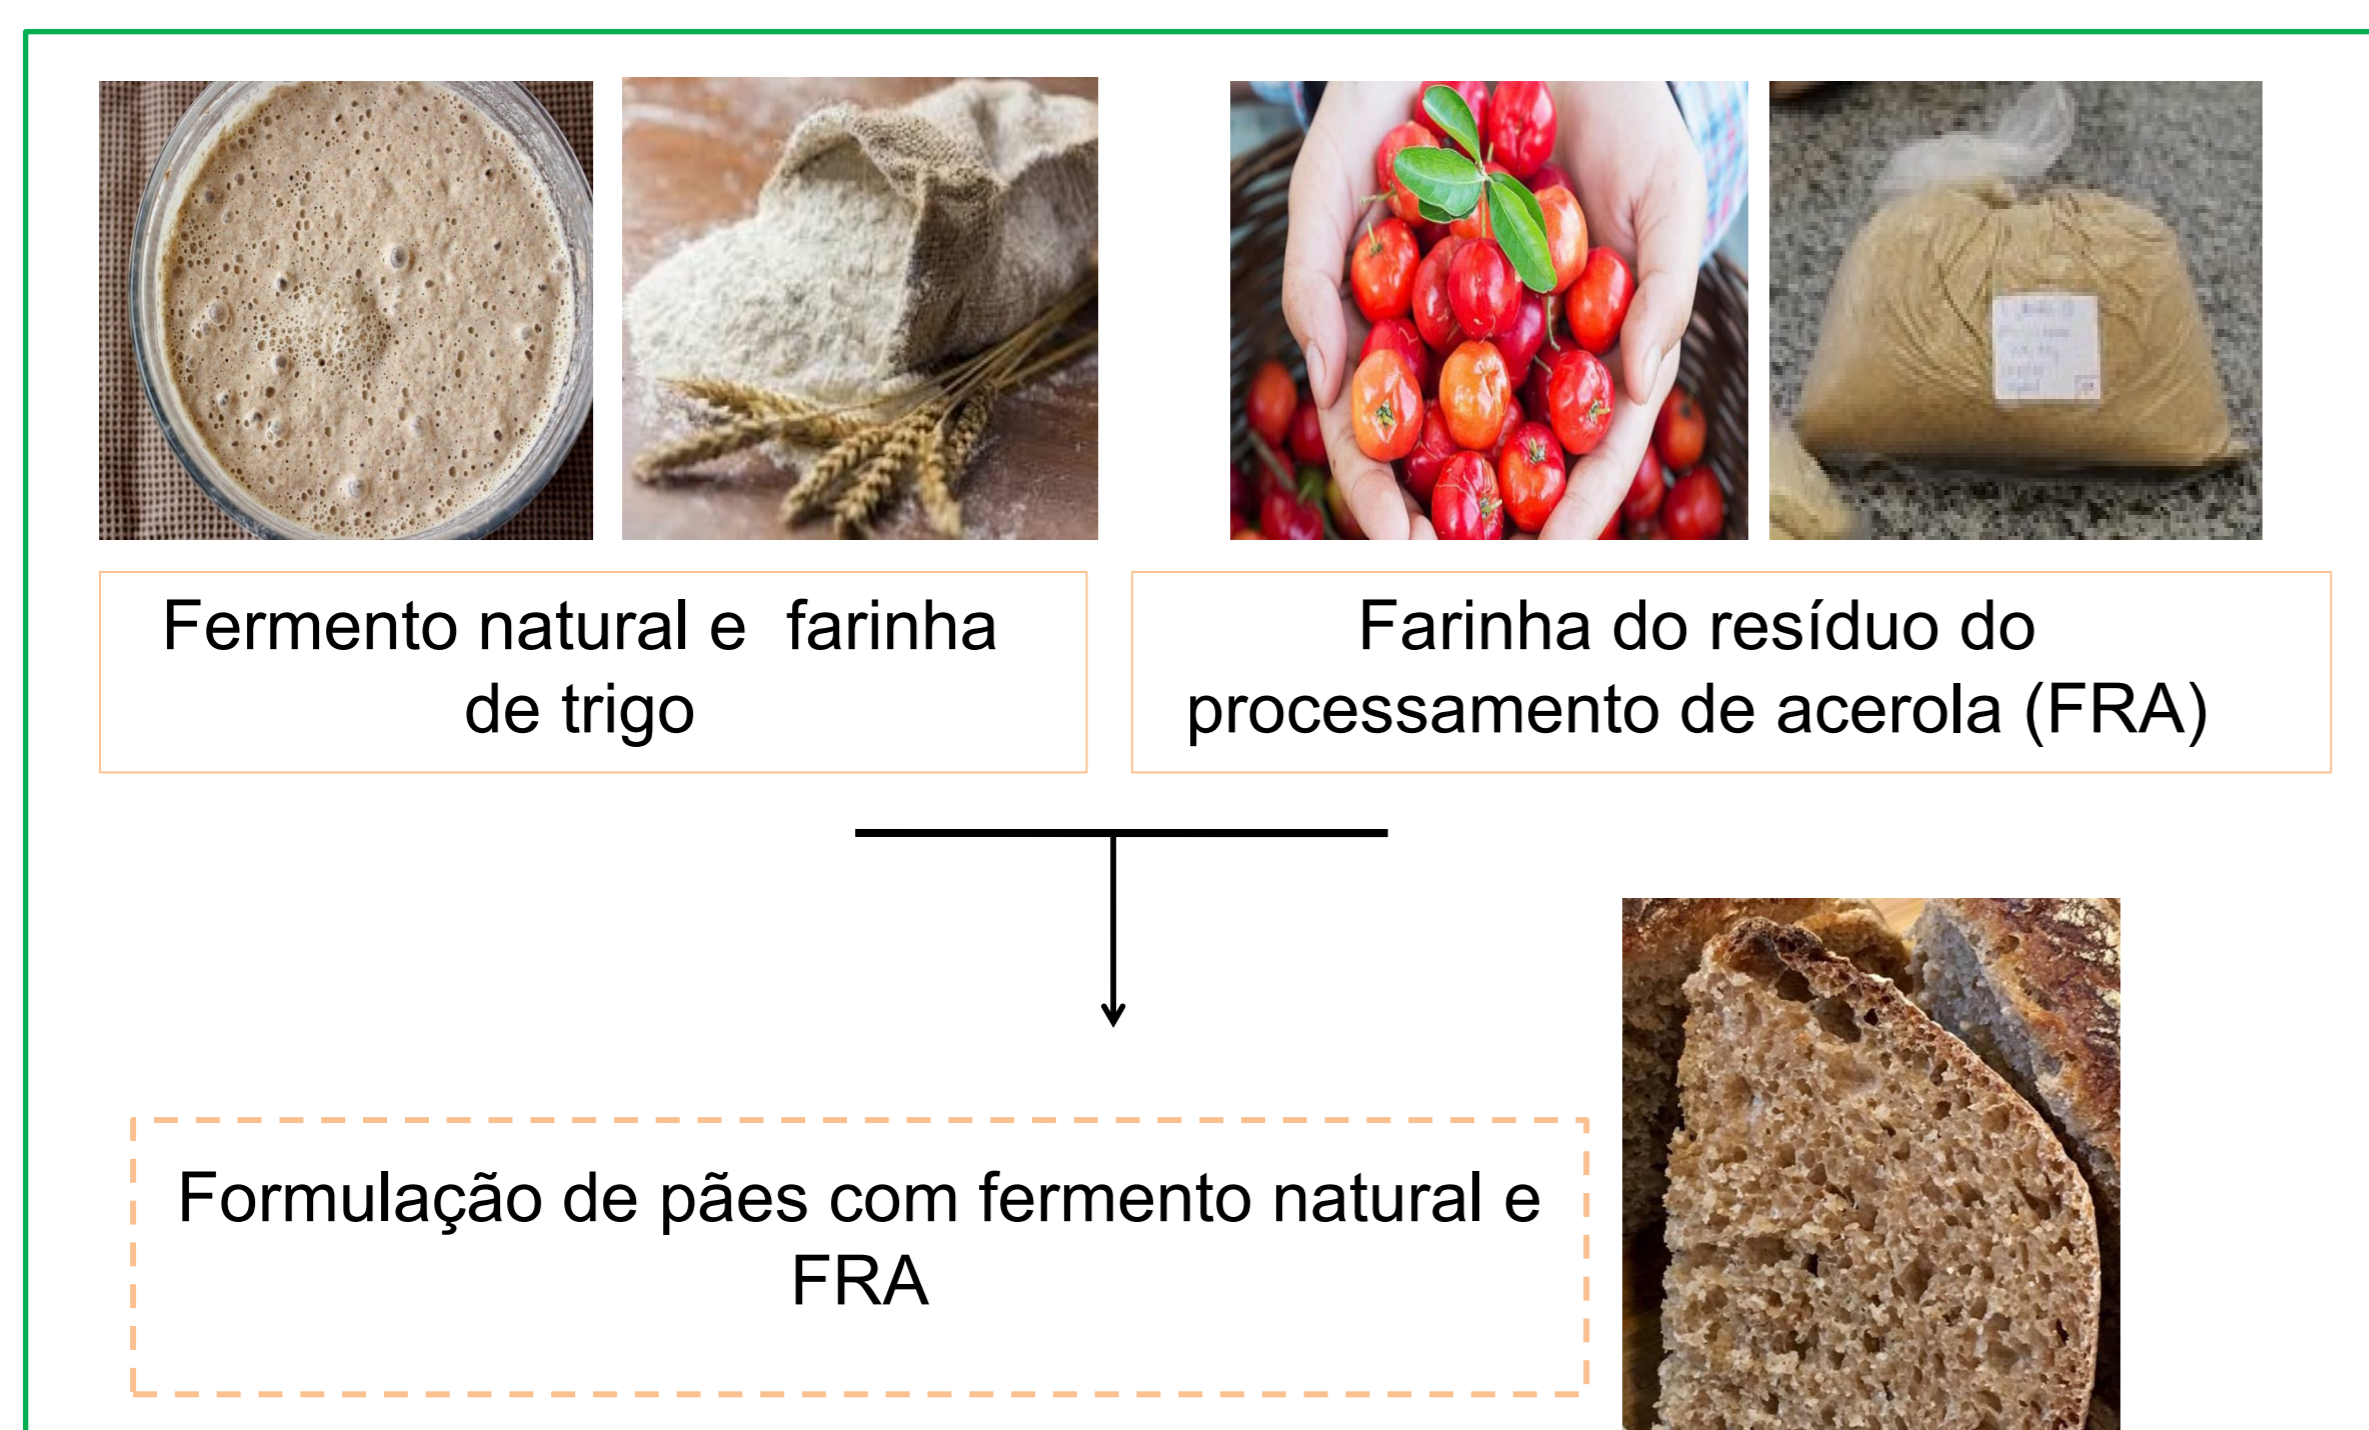 Fermento natural e farinha
de trigo
Farinha do resíduo do
processamento de acerola (FRA)
Formulação de pães com fermento natural e
FRA